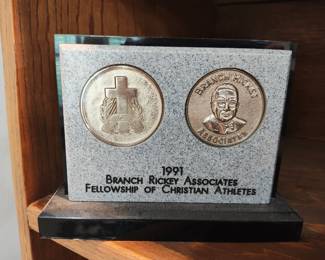 BRANCH RICKEY
ASSOCIATES
1991
BRANCH RICKEY ASSOCIATES
FELLOWSHIP OF CHRISTIAN ATHLETES